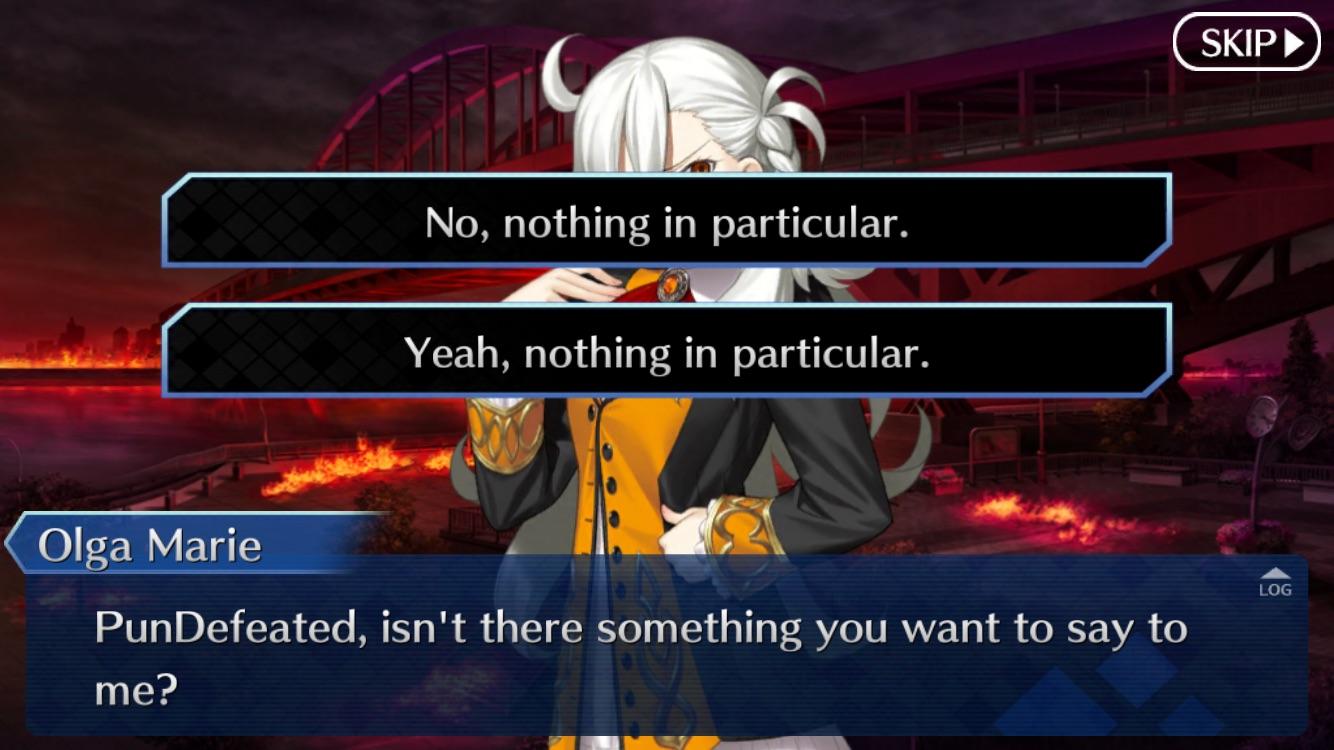 SKIP
No, nothing in particular.
Yeah, nothing in particular.
Olga Marie
LOG
PunDefeated, isn't there something you want to say to
me?